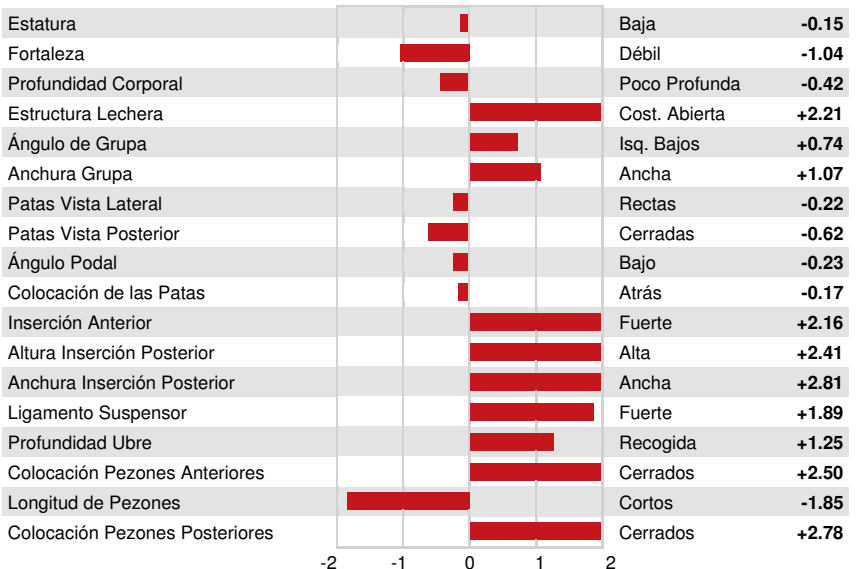 Estatura Baja -0.15
Fortaleza Débil -1.04
Profundidad Corporal Poco Profunda -0.42
Estructura Lechera Cost. Abierta +2.21
Ángulo de Grupa Isq. Bajos +0.74
Anchura Grupa Ancha +1.07
Patas Vista Lateral Rectas -0.22
Patas Vista Posterior Cerradas -0.62
Ángulo Podal Bajo -0.23
Colocación de las Patas Atrás -0.17
Inserción Anterior Fuerte +2.16
Altura Inserción Posterior Alta +2.41
Anchura Inserción Posterior Ancha +2.81
Ligamento Suspensor Fuerte +1.89
Profundidad Ubre Recogida +1.25
Colocación Pezones Anteriores Cerrados +2.50
Longitud de Pezones Cortos -1.85
Colocación Pezones Posteriores Cerrados +2.78
-2 -1 0 1 2